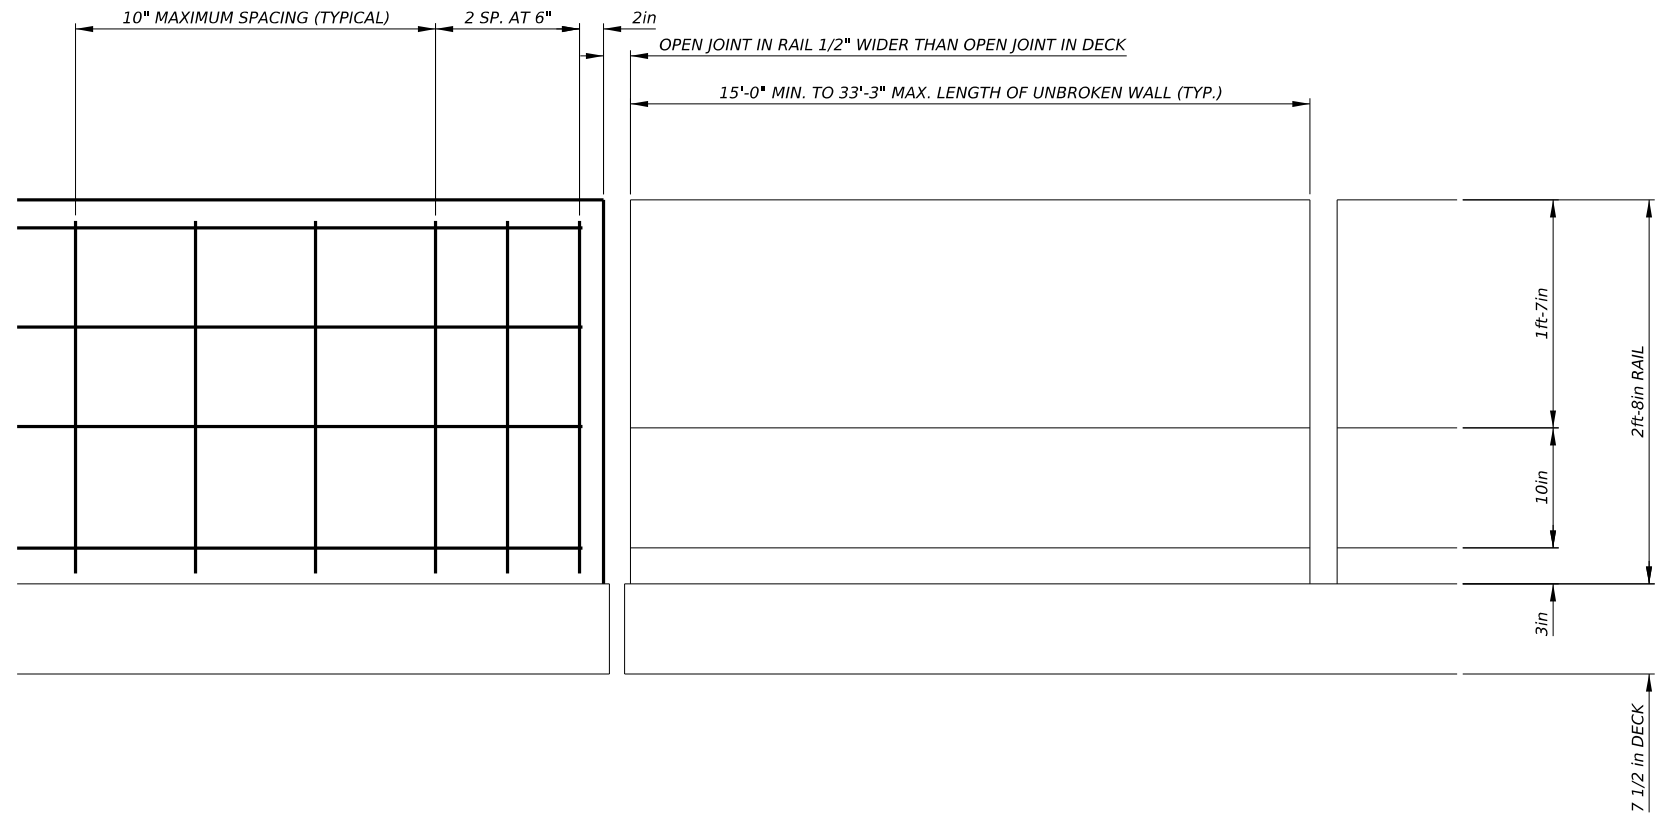 10" MAXIMUM SPACING (TYPICAL)
2 SP. AT 6"
2in
OPEN JOINT IN RAIL 1/2" WIDER THAN OPEN JOINT IN DECK
15'-0" MIN. TO 33'-3" MAX. LENGTH OF UNBROKEN WALL (TYP.)
1ft-7in
2ft-8in RAIL
10in
3in
7 1/2 in DECK